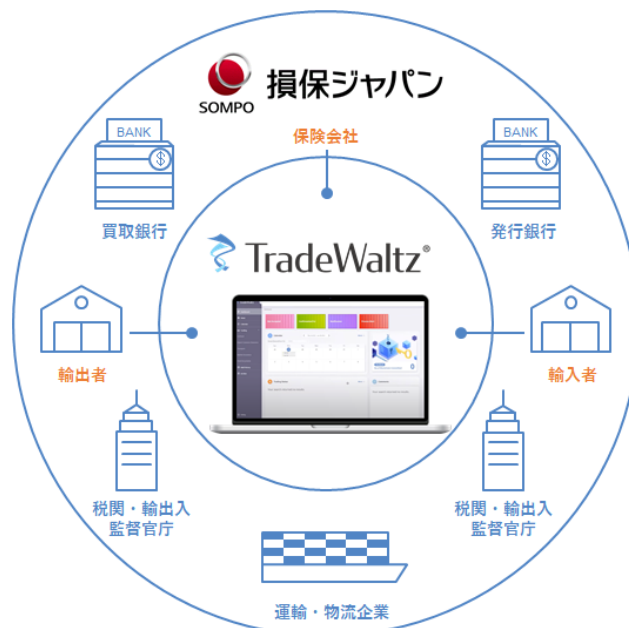 SOMPO
損保ジャパン
保険会社
BANK
BANK
$
$
買取銀行
発行銀行
TradeWaltz®
輸出者
輸入者
税関・輸出入
監督官庁
税関・輸出入
監督官庁
運輸・物流企業